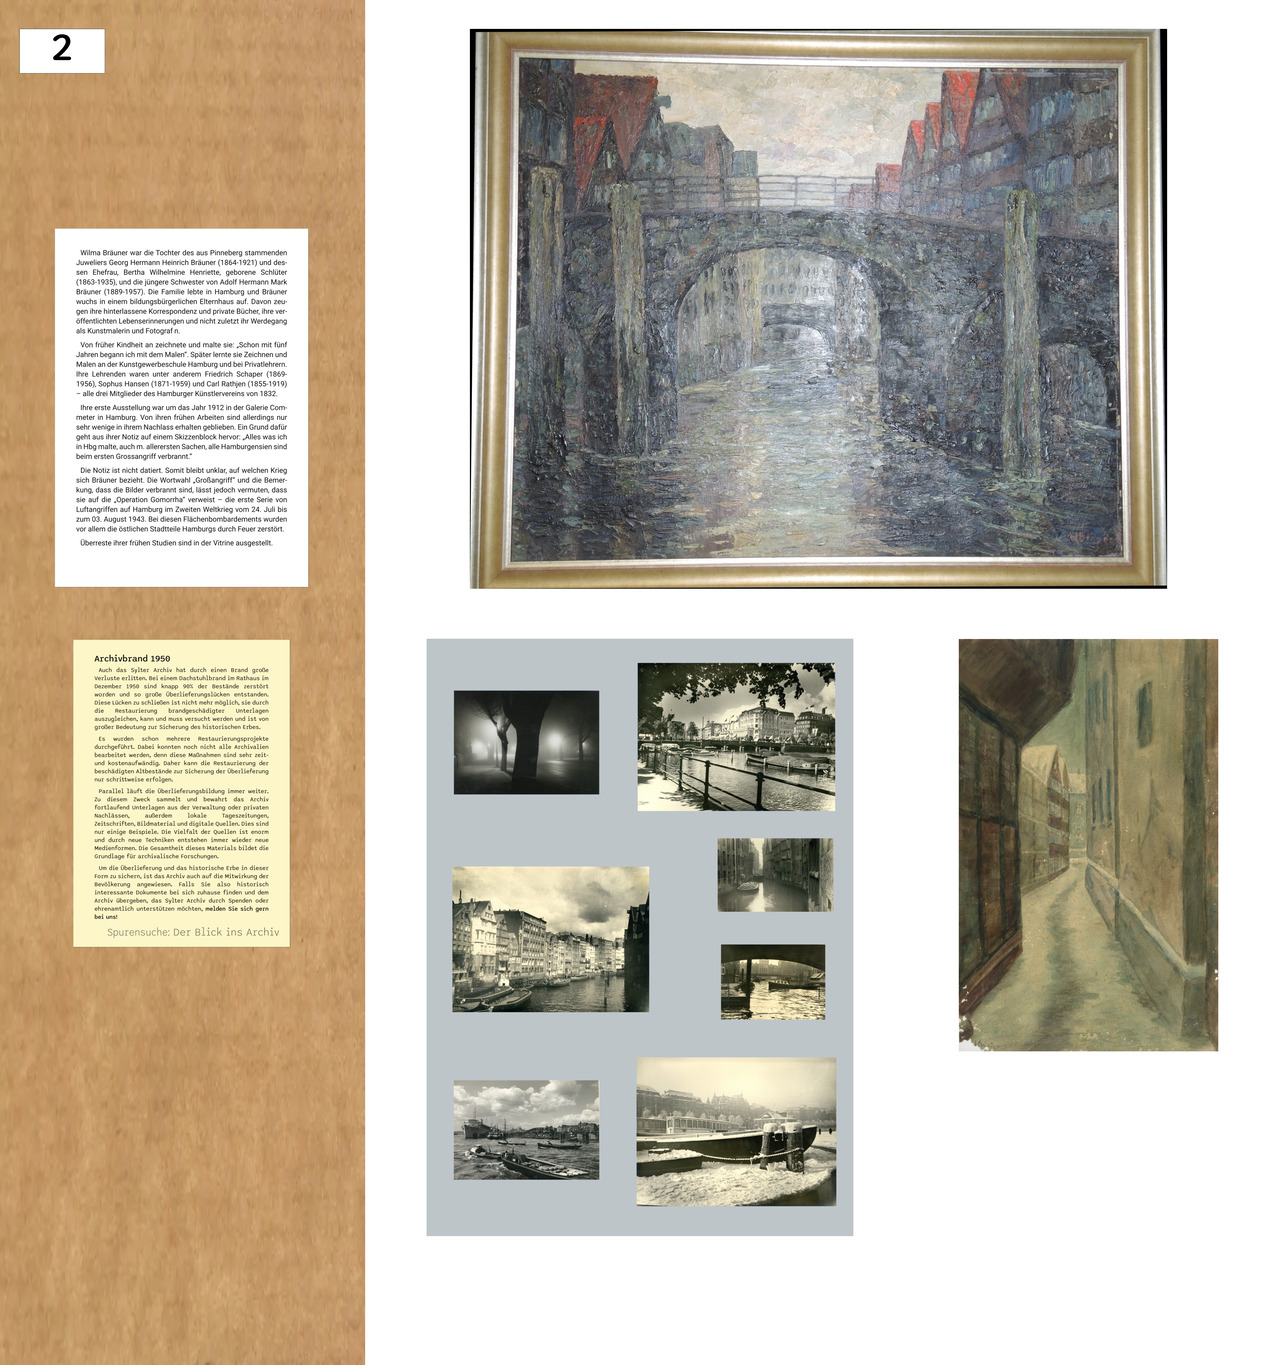 2
Wilma Bräuner war die Tochter des aus Pinneberg stammenden
Juweliers Georg Hermann Heinrich Bräuner (1864-1921) und des-
sen Ehefrau, Bertha Wilhelmine Henriette, geborene Schlüter
(1863-1935), und die jüngere Schwester von Adolf Hermann Mark
Bräuner (1889-1957). Die Familie lebte in Hamburg und Bräuner
wuchs in einem bildungsbürgerlichen Elternhaus auf. Davon zeu-
gen ihre hinterlassene Korrespondenz und private Bücher, ihre ver-
öffentlichten Lebenserinnerungen und nicht zuletzt ihr Werdegang
als Kunstmalerin und Fotograf n.
Von früher Kindheit an zeichnete und malte sie: „Schon mit fünf
Jahren begann ich mit dem Malen“. Später lernte sie Zeichnen und
Malen an der Kunstgewerbeschule Hamburg und bei Privatlehrern.
Ihre Lehrenden waren unter anderem Friedrich Schaper (1869-
1956), Sophus Hansen (1871-1959) und Carl Rathjen (1855-1919)
– alle drei Mitglieder des Hamburger Künstlervereins von 1832.
Ihre erste Ausstellung war um das Jahr 1912 in der Galerie Com-
meter in Hamburg. Von ihren frühen Arbeiten sind allerdings nur
sehr wenige in ihrem Nachlass erhalten geblieben. Ein Grund dafür
geht aus ihrer Notiz auf einem Skizzenblock hervor: „Alles was ich
in Hbg malte, auch m. allerersten Sachen, alle Hamburgensien sind
beim ersten Grossangriff verbrannt.“
Die Notiz ist nicht datiert. Somit bleibt unklar, auf welchen Krieg
sich Bräuner bezieht. Die Wortwahl „Großangriff“ und die Bemer-
kung, dass die Bilder verbrannt sind, lässt jedoch vermuten, dass
sie auf die „Operation Gomorrha“ verweist – die erste Serie von
Luftangriffen auf Hamburg im Zweiten Weltkrieg vom 24. Juli bis
zum 03. August 1943. Bei diesen Flächenbombardements wurden
vor allem die östlichen Stadtteile Hamburgs durch Feuer zerstört.
Überreste ihrer frühen Studien sind in der Vitrine ausgestellt.
Archivbrand 1950
Auch das Sylter Archiv hat durch einen Brand große
Verluste erlitten. Bei einem Dachstuhlbrand im Rathaus im
Dezember 1950 sind knapp 90% der Bestände zerstört
worden und so große Überlieferungslücken entstanden.
Diese Lücken zu schließen ist nicht mehr möglich, sie durch
die Restaurierung brandgeschädigter Unterlagen
auszugleichen, kann und muss versucht werden und ist von
großer Bedeutung zur Sicherung des historischen Erbes.
Es wurden schon mehrere Restaurierungsprojekte
durchgeführt. Dabei konnten noch nicht alle Archivalien
bearbeitet werden, denn diese Maßnahmen sind sehr zeit-
und kostenaufwändig. Daher kann die Restaurierung der
beschädigten Altbestände zur Sicherung der Überlieferung
nur schrittweise erfolgen.
Parallel läuft die Überlieferungsbildung immer weiter.
Zu diesem Zweck sammelt und bewahrt das Archiv
fortlaufend Unterlagen aus der Verwaltung oder privaten
Nachlässen, außerdem lokale Tageszeitungen,
Zeitschriften, Bildmaterial und digitale Quellen. Dies sind
nur einige Beispiele. Die Vielfalt der Quellen ist enorm
und durch neue Techniken entstehen immer wieder neue
Medienformen. Die Gesamtheit dieses Materials bildet die
Grundlage für archivalische Forschungen.
Um die Überlieferung und das historische Erbe in dieser
Form zu sichern, ist das Archiv auch auf die Mitwirkung der
Bevölkerung angewiesen. Falls Sie also historisch
interessante Dokumente bei sich zuhause finden und dem
Archiv übergeben, das Sylter Archiv durch Spenden oder
ehrenamtlich unterstützen möchten, melden Sie sich gern
bei uns!
Spurensuche: Der Blick ins Archiv